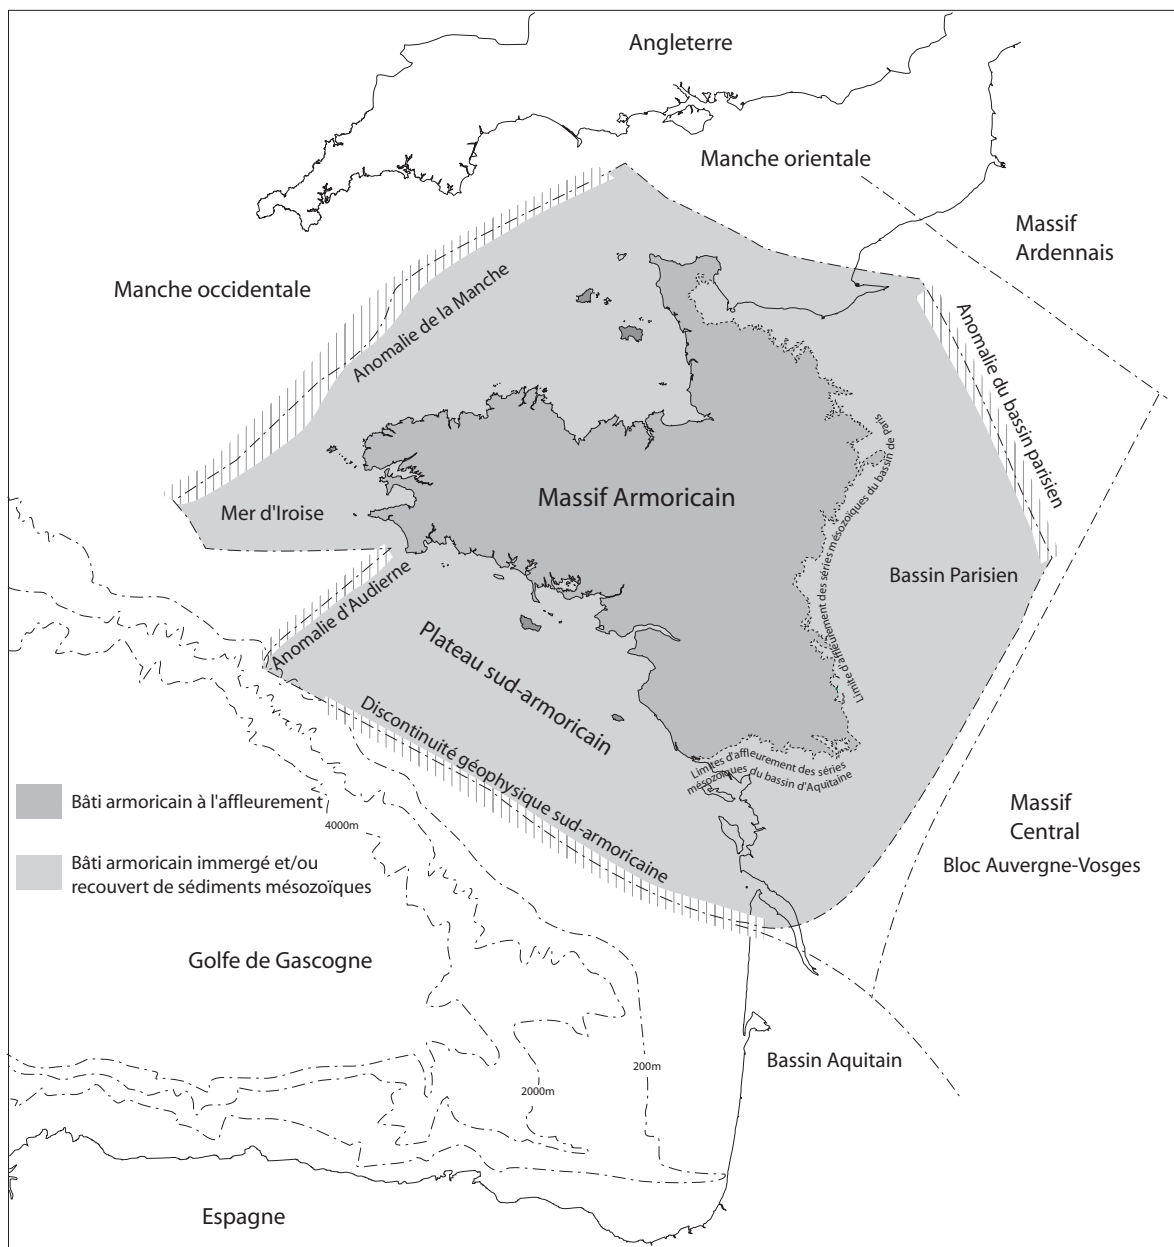 Angleterre
Manche orientale
Massif
Ardennais
Manche occidentale
Anomalie de la Manche
Anomalie du bassin parisien
Limite d'affleurement des séries mésozoïques du bassin de Paris
Massif Armoricain
Mer d'Iroise
Bassin Parisien
Anomalie d'Audierne
Plateau sud-armoricain
Discontinuité géophysique sud-armoricaine
Limites d'affleurement des séries
mésozoïques du bassin d'Aquitaine
Bâti armoricain à l'affleurement
4000m
Bâti armoricain immergé et/ou
recouvert de sédiments mésozoïques
Massif
Central
Bloc Auvergne-Vosges
Golfe de Gascogne
Bassin Aquitain
200m
2000m
Espagne